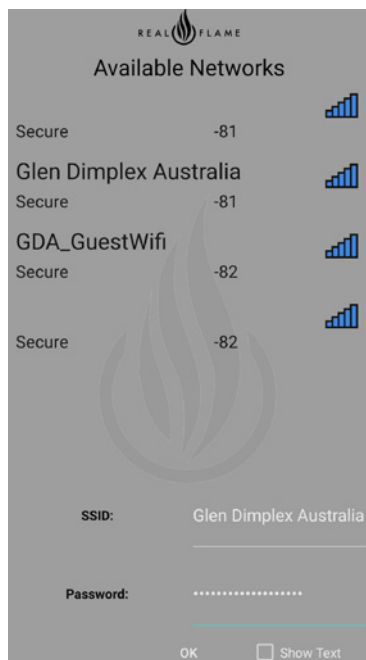 REAL FLAME
Available Networks
Secure -81
Glen Dimplex Australia
Secure -81
GDA_GuestWifi
Secure -82
Secure -82
SSID: Glen Dimplex Australia
Password: •••••••••••••••••••
OK Show Text